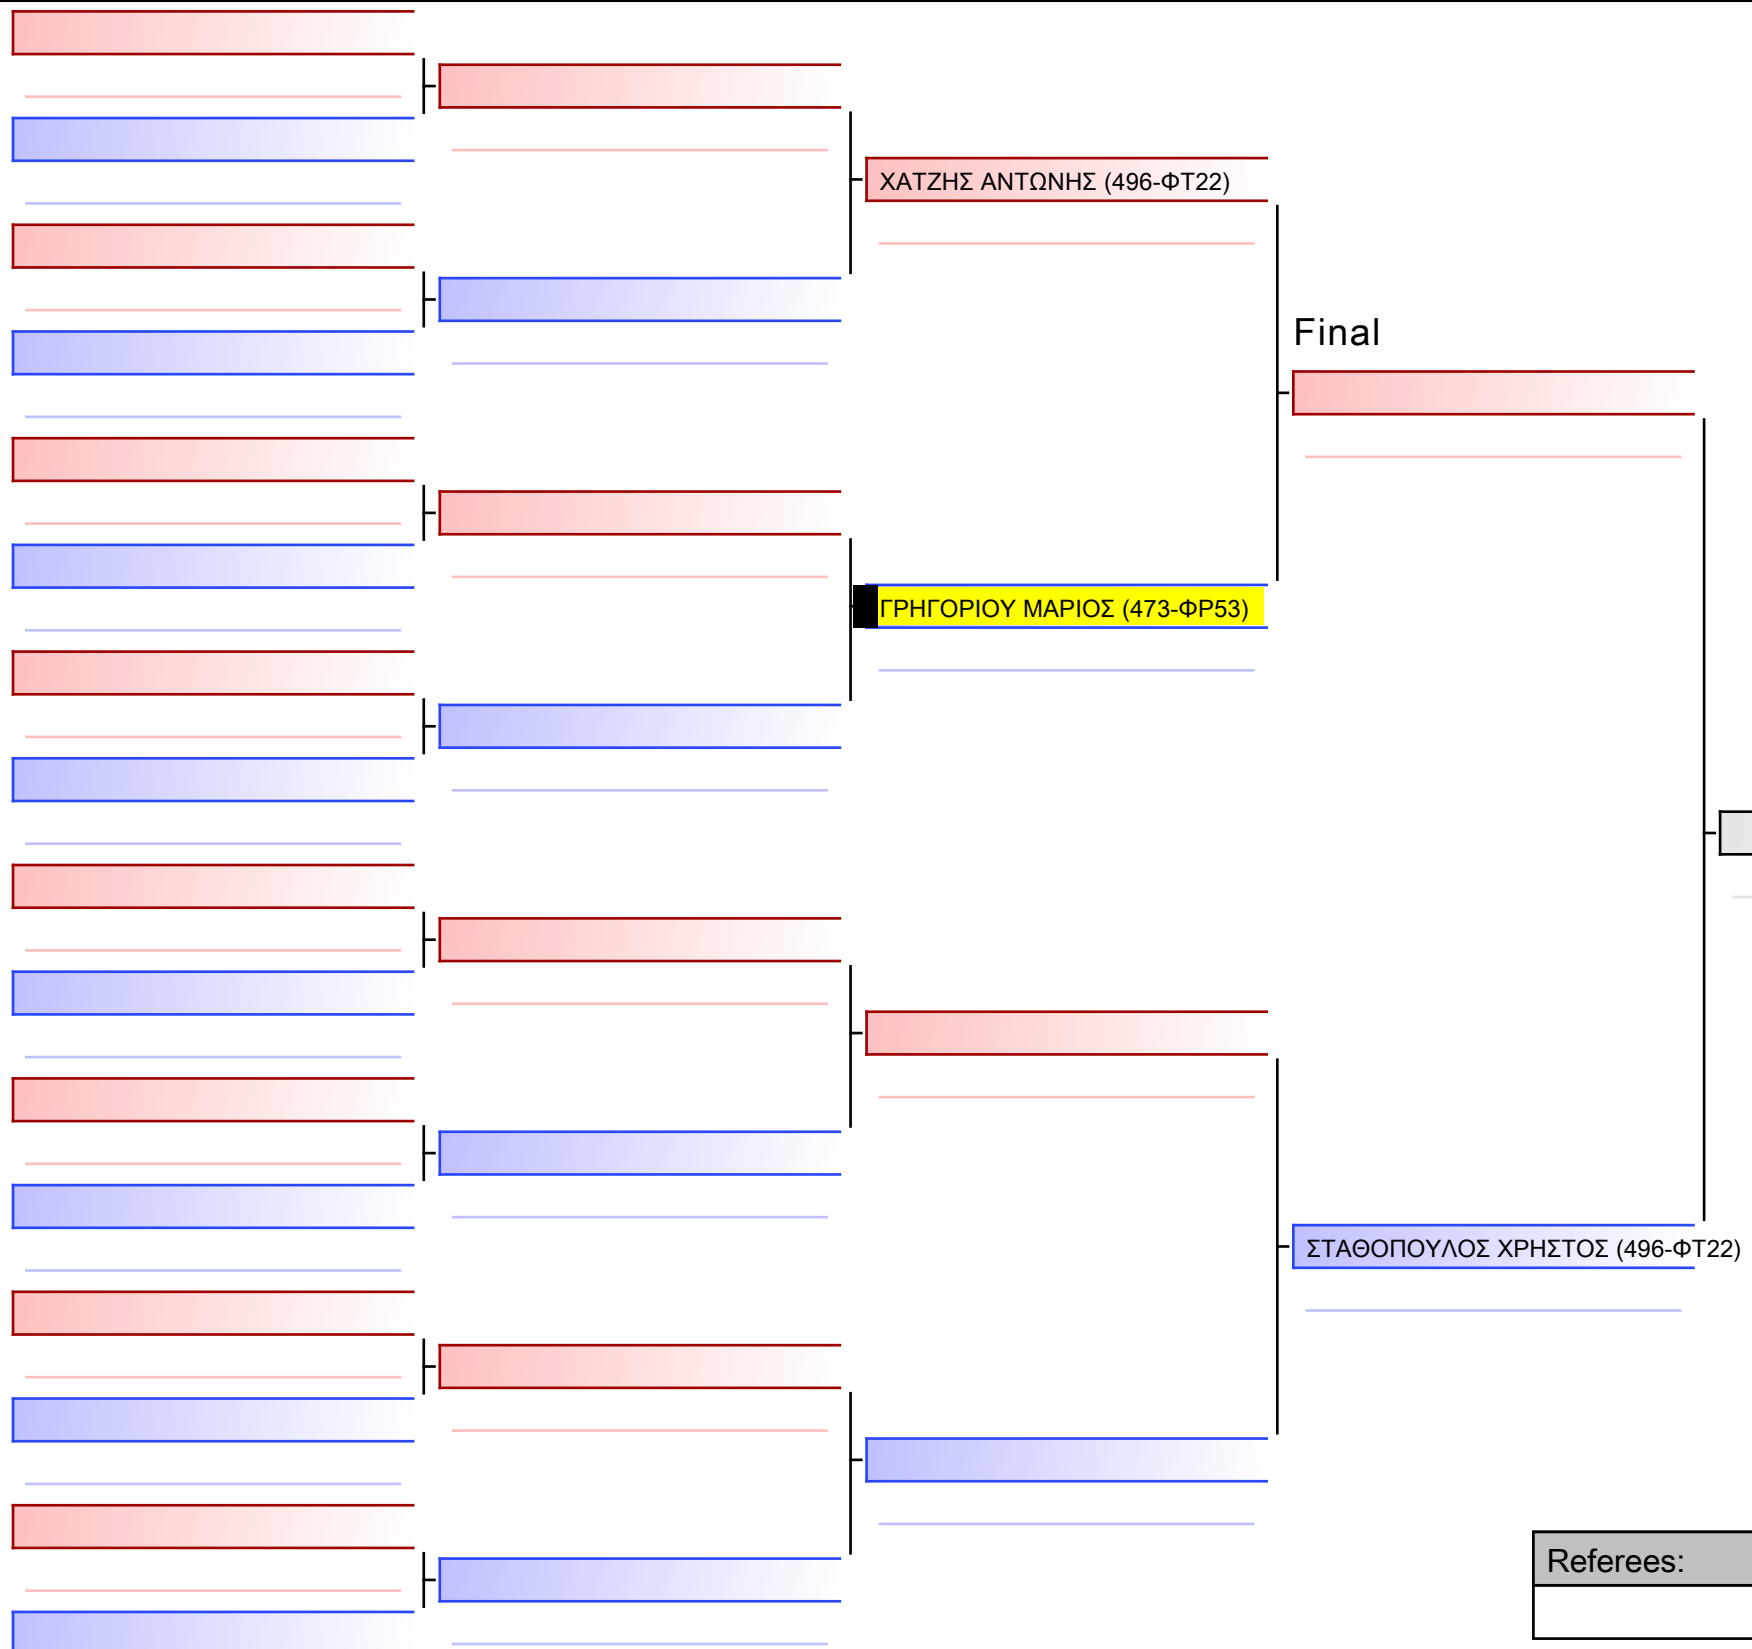 ΧΑΤΖΗΣ ΑΝΤΩΝΗΣ (496-ΦΤ22)
Final
ΓΡΗΓΟΡΙΟΥ ΜΑΡΙΟΣ (473-ΦΡ53)
ΣΤΑΘΟΠΟΥΛΟΣ ΧΡΗΣΤΟΣ (496-ΦΤ22)
Referees: